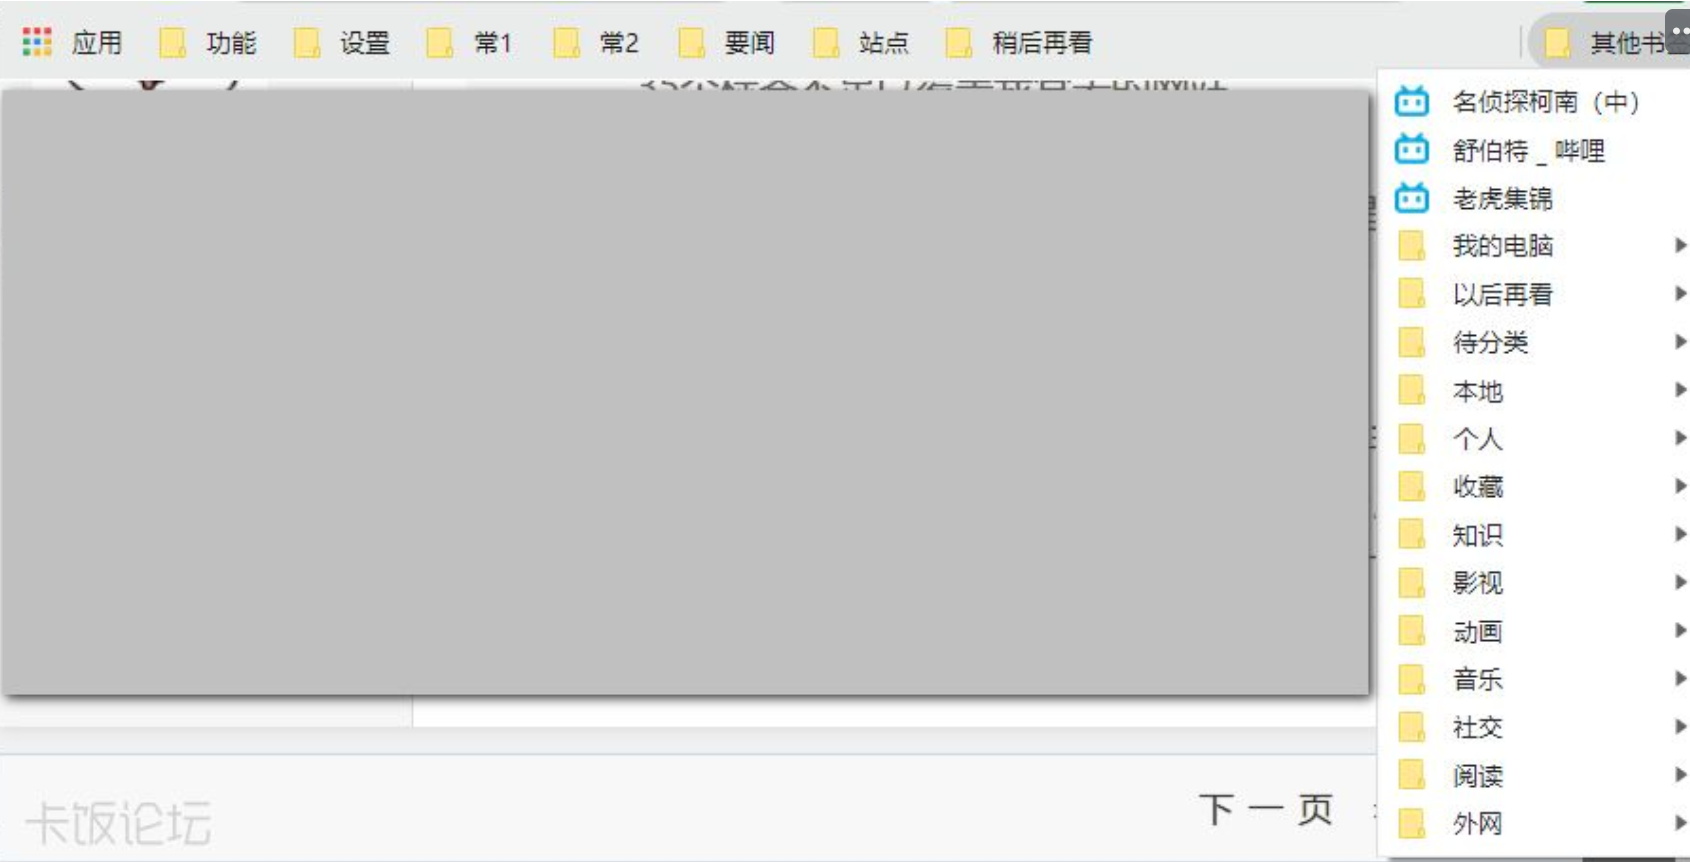 应用 功能 设置 常1 常2 要闻 站点 稍后再看 其他书
名侦探柯南（中）
舒伯特 _ 哔哩
老虎集锦
我的电脑
以后再看
待分类
本地
个人
收藏
知识
影视
动画
音乐
社交
阅读
外网
下一页
卡饭论坛